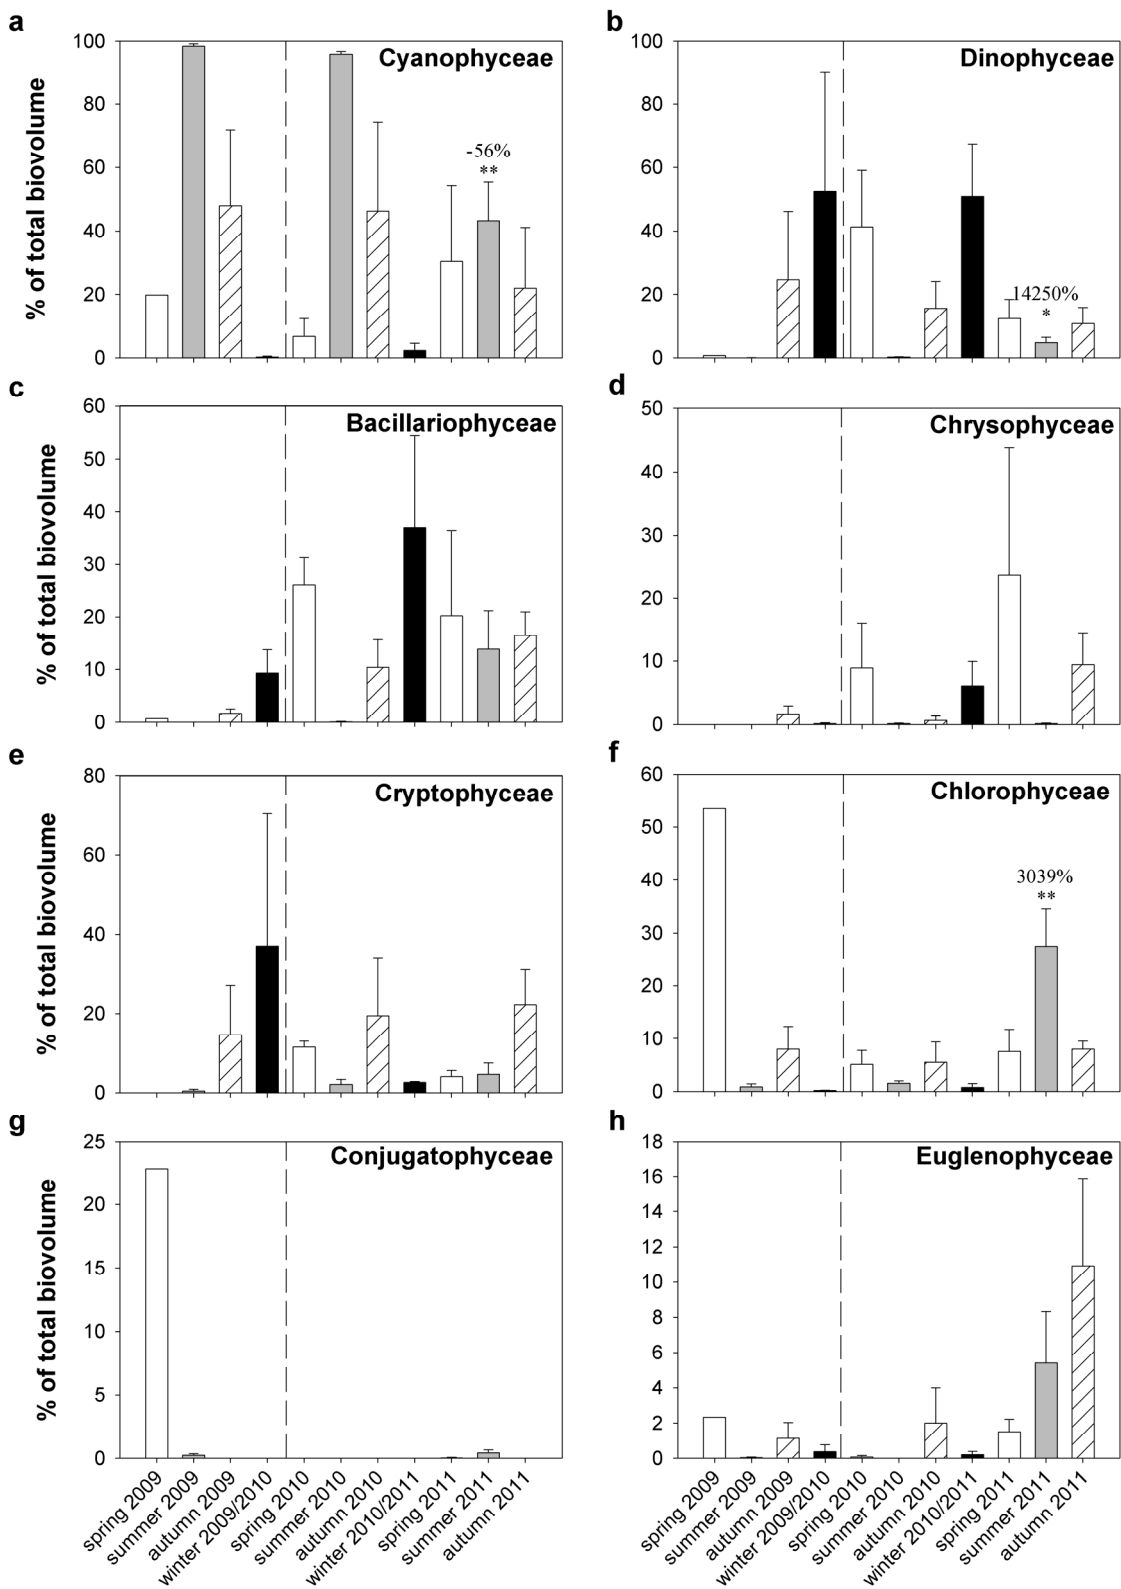 a
Cyanophyceae
% of total biovolume
100
80
60
40
20
0
-56%
**
b
Dinophyceae
100
80
60
40
20
0
14250%
*
c
Bacillariophyceae
% of total biovolume
60
50
40
30
20
10
0
d
Chrysophyceae
50
40
30
20
10
0
e
Cryptophyceae
% of total biovolume
80
60
40
20
0
f
Chlorophyceae
60
50
40
30
20
10
0
3039%
**
g
Conjugatophyceae
% of total biovolume
25
20
15
10
5
0
spring 2009
summer 2009
autumn 2009
winter 2009/2010
spring 2010
summer 2010
autumn 2010
winter 2010/2011
spring 2011
summer 2011
autumn 2011
h
Euglenophyceae
18
16
14
12
10
8
6
4
2
0
spring 2009
summer 2009
autumn 2009
winter 2009/2010
spring 2010
summer 2010
autumn 2010
winter 2010/2011
spring 2011
summer 2011
autumn 2011